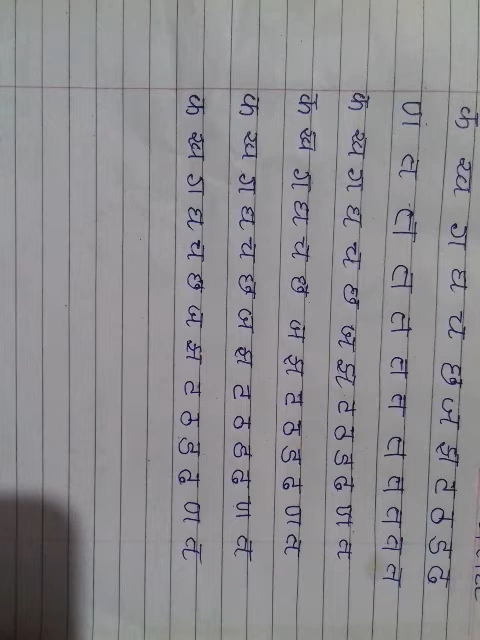 क ख ग घ च छ ज झ ट ठ ड ढ
ण त
क ख ग घ च छ ज झ ट ठ ड ढ ण त
क ख ग घ च छ ज झ ट ठ ड ढ ण त
क ख ग घ च छ ज झ ट ठ ड ढ ण त
क ख ग घ च छ ज झ ट ठ ड ढ ण त